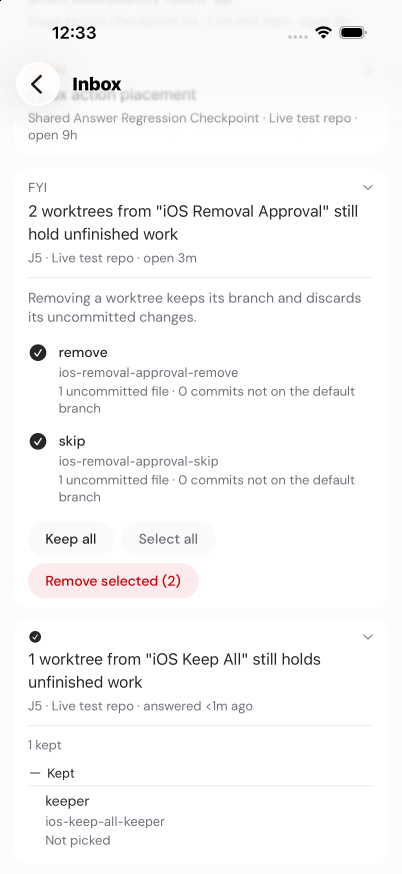 12:33
Inbox
action placement
Shared Answer Regression Checkpoint · Live test repo ·
open 9h
FYI
2 worktrees from "iOS Removal Approval" still
hold unfinished work
J5 · Live test repo · open 3m
Removing a worktree keeps its branch and discards
its uncommitted changes.
remove
ios-removal-approval-remove
1 uncommitted file · 0 commits not on the default
branch
skip
ios-removal-approval-skip
1 uncommitted file · 0 commits not on the default
branch
Keep all
Select all
Remove selected (2)
1 worktree from "iOS Keep All" still holds
unfinished work
J5 · Live test repo · answered <1m ago
1 kept
— Kept
keeper
ios-keep-all-keeper
Not picked